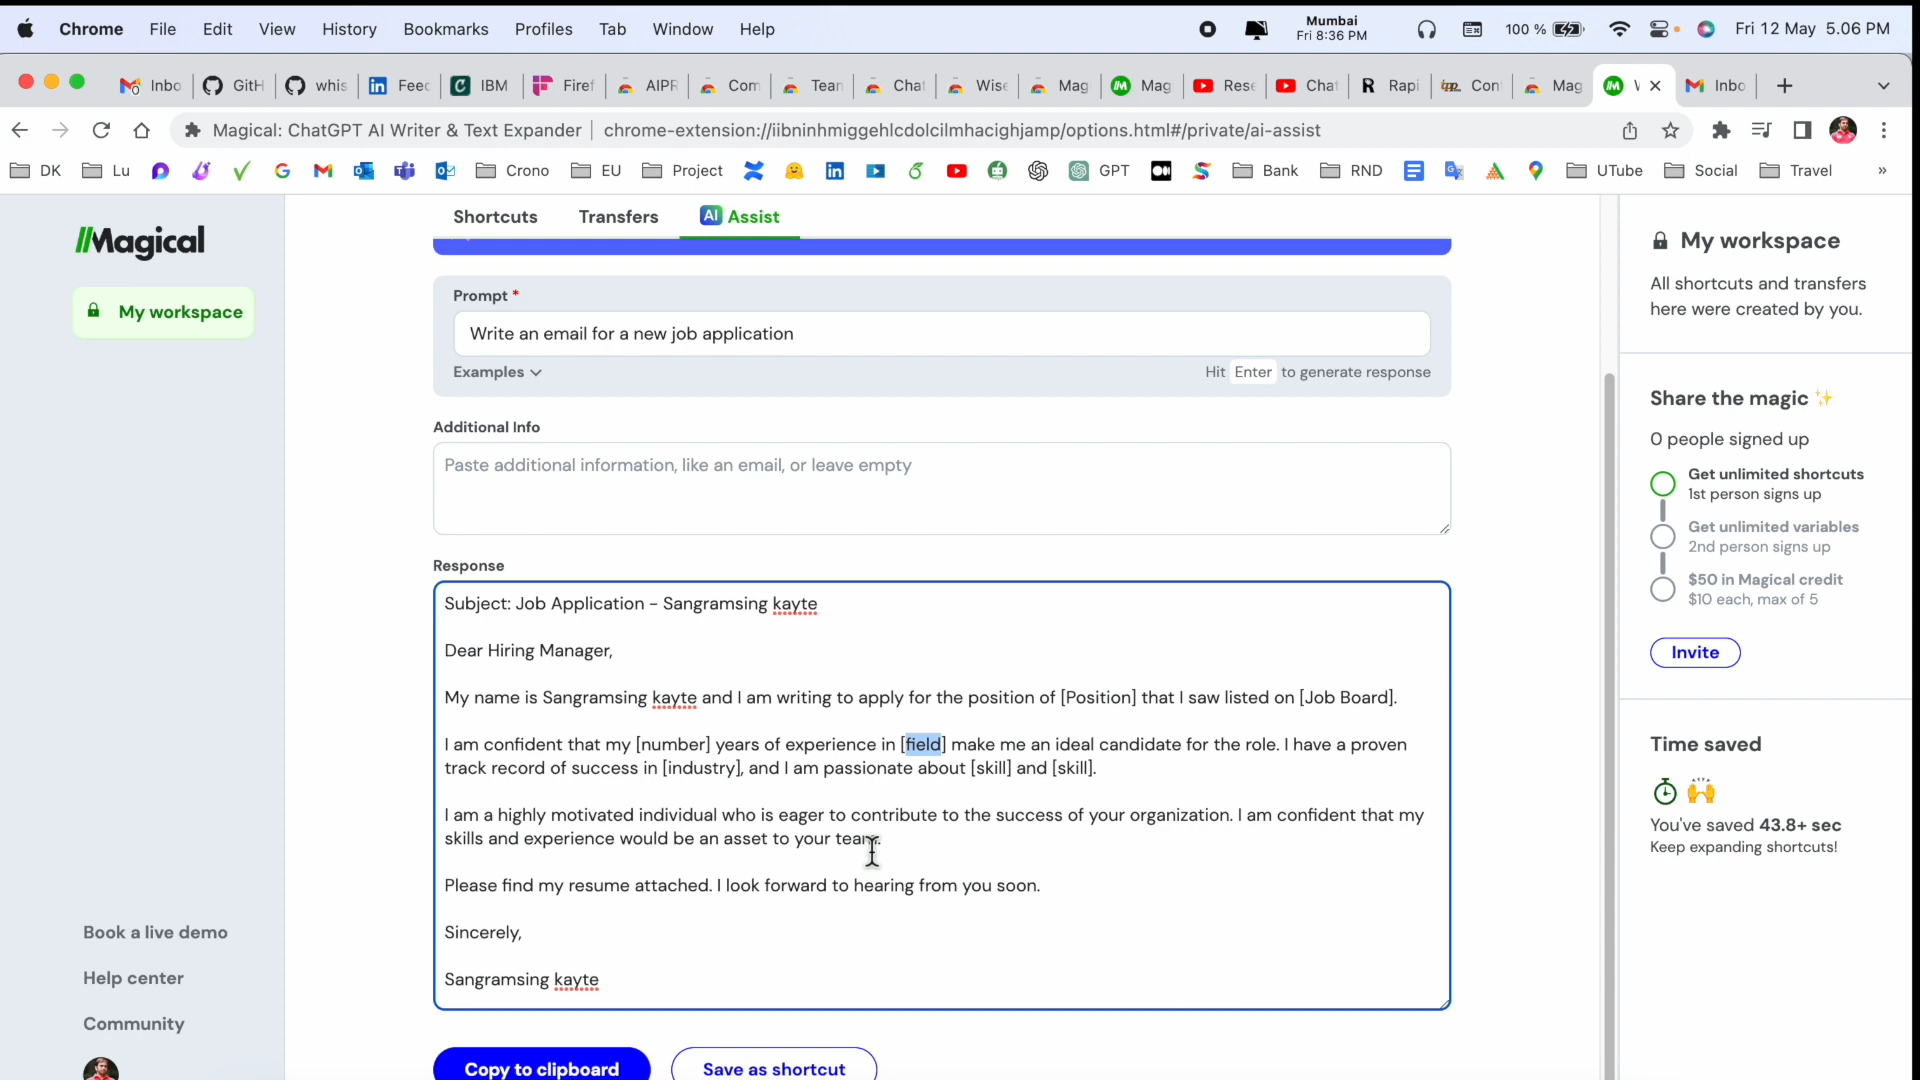 Chrome File Edit View History Bookmarks Profiles Tab Window Help
Mumbai
Fri 8:36 PM
100 %
Fri 12 May 5.06 PM
Inbo GitH whis Feec IBM Firef AIPR Com Tean Chat Wise Mag Mag Rese Chat Rapi Con Mag Inbo
Magical: ChatGPT AI Writer & Text Expander chrome-extension://iibninhmiggehlcdolcilmhacighjamp/options.html#/private/ai-assist
DK Lu Crono EU Project GPT Bank RND UTube Social Travel »
Magical
My workspace
Book a live demo
Help center
Community
Shortcuts Transfers AI Assist
Prompt *
Write an email for a new job application
Examples
Hit Enter to generate response
Additional Info
Paste additional information, like an email, or leave empty
Response
Subject: Job Application - Sangramsing kayte
Dear Hiring Manager,
My name is Sangramsing kayte and I am writing to apply for the position of [Position] that I saw listed on [Job Board].
I am confident that my [number] years of experience in [field] make me an ideal candidate for the role. I have a proven
track record of success in [industry], and I am passionate about [skill] and [skill].
I am a highly motivated individual who is eager to contribute to the success of your organization. I am confident that my
skills and experience would be an asset to your team.
Please find my resume attached. I look forward to hearing from you soon.
Sincerely,
Sangramsing kayte
Copy to clipboard Save as shortcut
My workspace
All shortcuts and transfers
here were created by you.
Share the magic
0 people signed up
Get unlimited shortcuts
1st person signs up
Get unlimited variables
2nd person signs up
$50 in Magical credit
$10 each, max of 5
Invite
Time saved
You've saved 43.8+ sec
Keep expanding shortcuts!